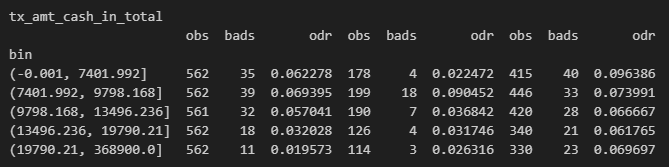 tx_amt_cash_in_total
obs bads odr obs bads odr obs bads odr
bin
(-0.001, 7401.992] 562 35 0.062278 178 4 0.022472 415 40 0.096386
(7401.992, 9798.168] 562 39 0.069395 199 18 0.090452 446 33 0.073991
(9798.168, 13496.236] 561 32 0.057041 190 7 0.036842 420 28 0.066667
(13496.236, 19790.21] 562 18 0.032028 126 4 0.031746 340 21 0.061765
(19790.21, 368900.0] 562 11 0.019573 114 3 0.026316 330 23 0.069697